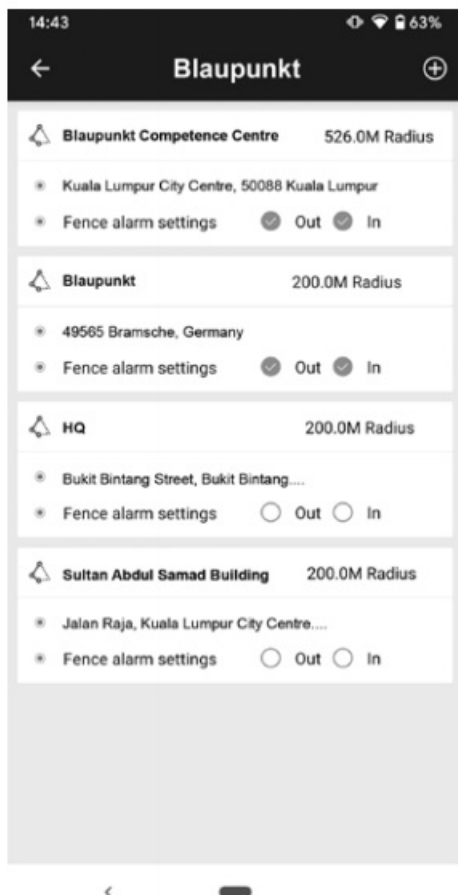 14:43 63%
Blaupunkt
Blaupunkt Competence Centre 526.0M Radius
Kuala Lumpur City Centre, 50088 Kuala Lumpur
Fence alarm settings Out In
Blaupunkt 200.0M Radius
49565 Bramsche, Germany
Fence alarm settings Out In
HQ 200.0M Radius
Bukit Bintang Street, Bukit Bintang....
Fence alarm settings Out In
Sultan Abdul Samad Building 200.0M Radius
Jalan Raja, Kuala Lumpur City Centre....
Fence alarm settings Out In